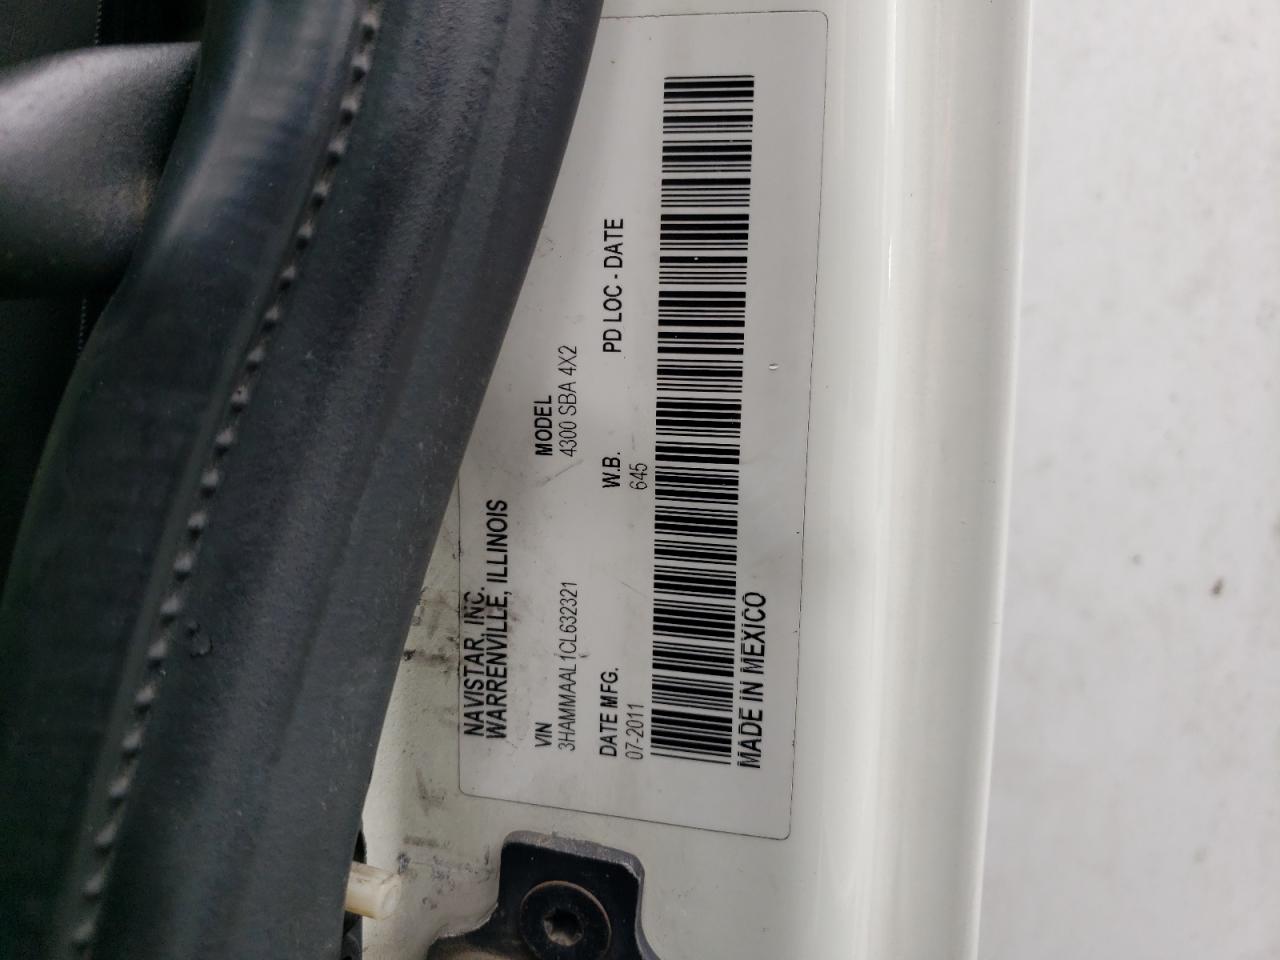 NAVISTAR, INC.
WARRENVILLE, ILLINOIS
VIN MODEL
3HAMMAAL1CL632321 4300 SBA 4X2
DATE MFG. W.B. PD LOC - DATE
07-2011 645
MADE IN MEXICO